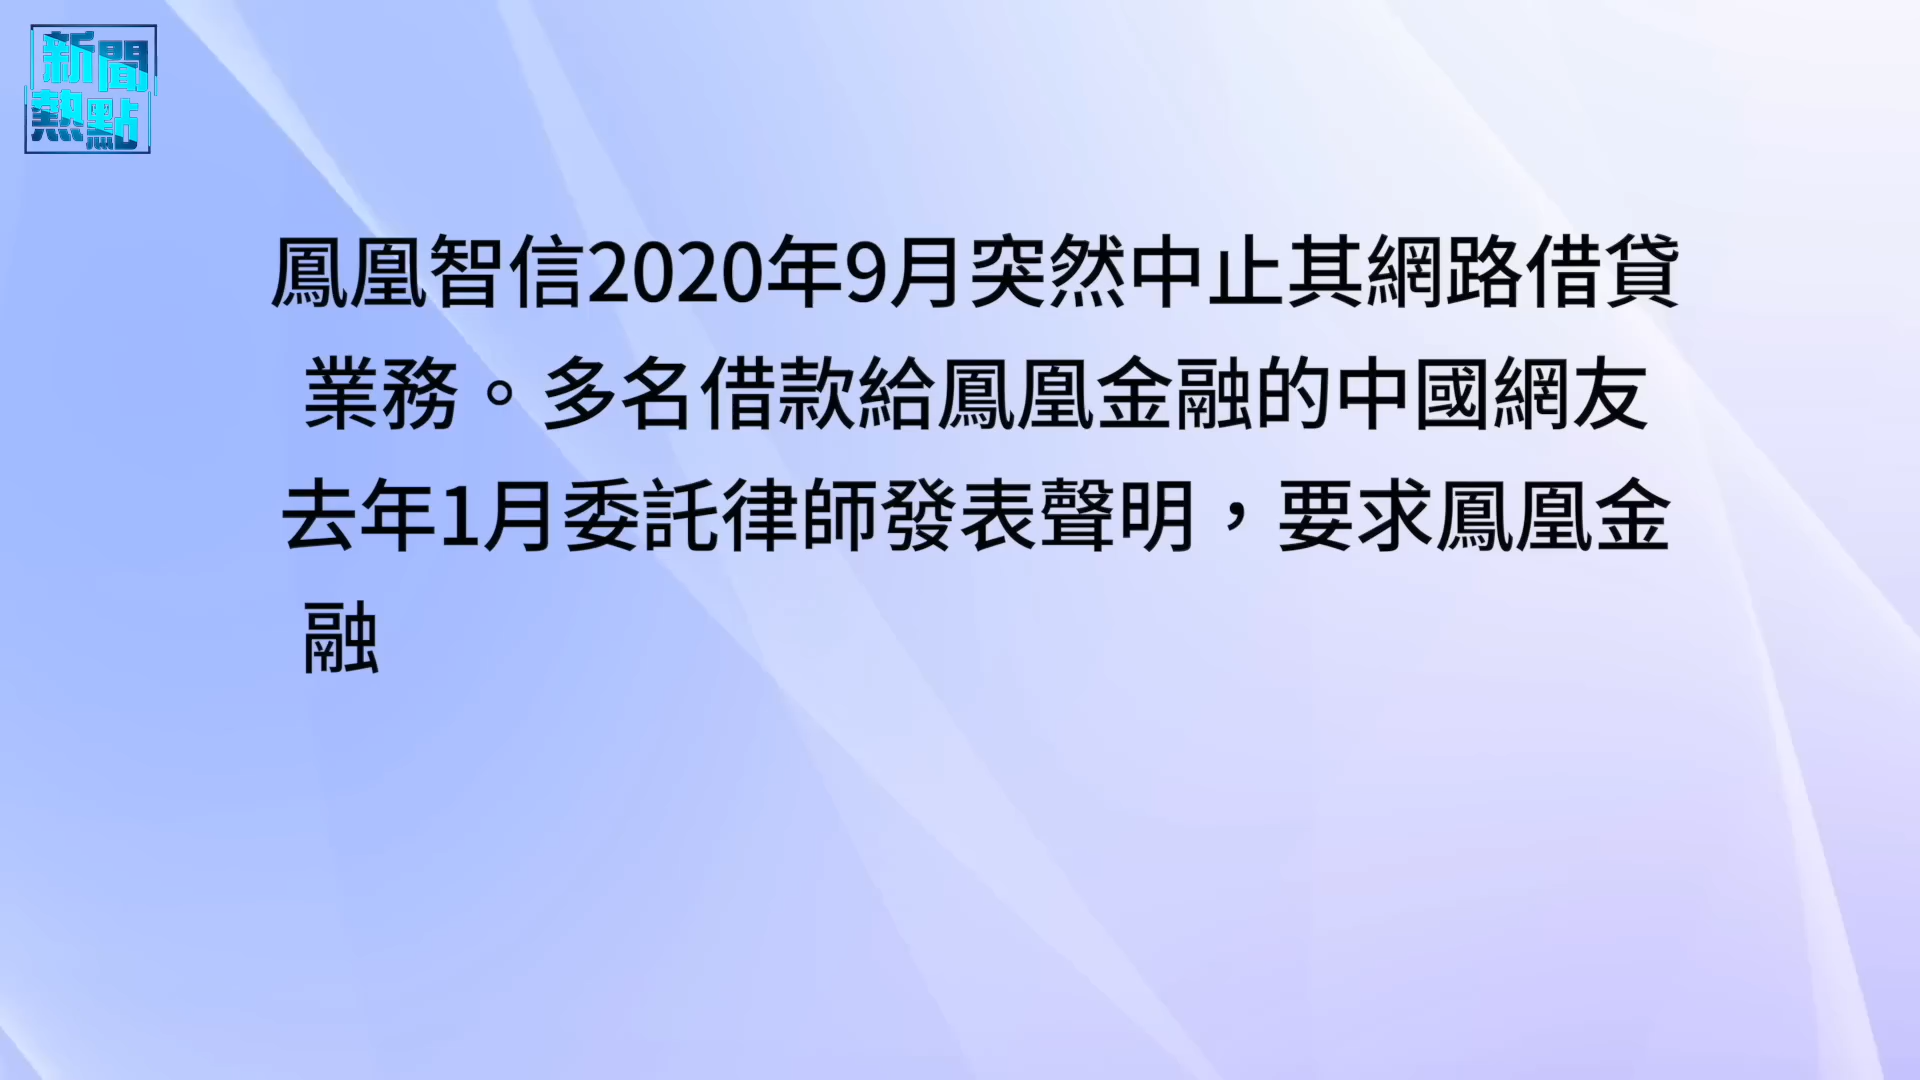 新聞
熱點
鳳凰智信2020年9月突然中止其網路借貸
業務。多名借款給鳳凰金融的中國網友
去年1月委託律師發表聲明，要求鳳凰金
融